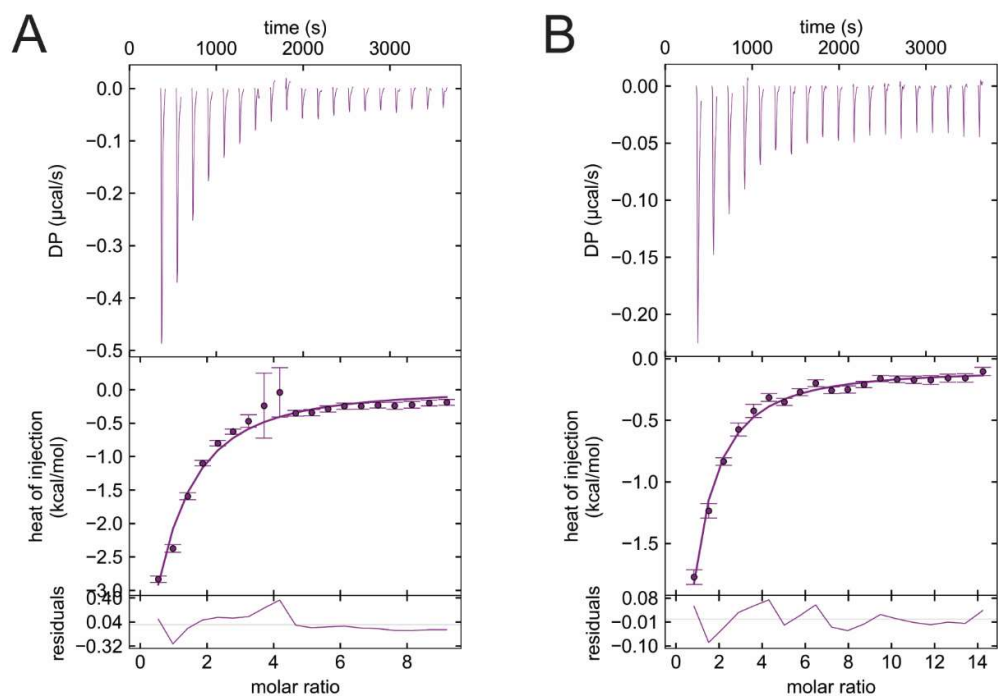 A
time (s)
0 1000 2000 3000
DP (µcal/s)
0.0
−0.1
−0.2
−0.3
−0.4
−0.5
heat of injection
(kcal/mol)
0.0
−0.5
−1.0
−1.5
−2.0
−2.5
−3.0
residuals
0.40
0.04
−0.32
0 2 4 6 8
molar ratio
B
time (s)
0 1000 2000 3000
DP (µcal/s)
0.00
−0.05
−0.10
−0.15
−0.20
heat of injection
(kcal/mol)
0.0
−0.5
−1.0
−1.5
residuals
0.08
−0.01
−0.10
0 2 4 6 8 10 12 14
molar ratio